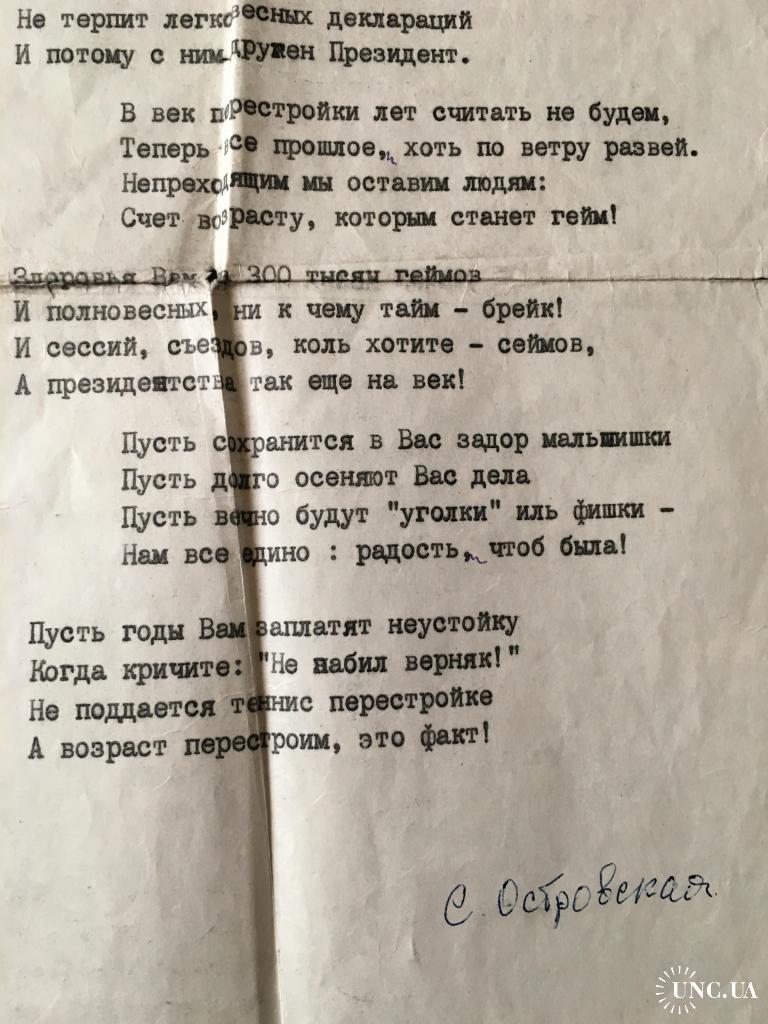 Не терпит легковесных деклараций
И потому с ним дружен Президент.
В век перестройки лет считать не будем,
Теперь все прошлое, хоть по ветру развей.
Непреходящим мы оставим людям:
Счет возрасту, которым станет гейм!
Здоровья Вам на 300 тысяч геймов
И полновесных, ни к чему тайм - брейк!
И сессий, съездов, коль хотите - сеймов,
А президентства так еще на век!
Пусть сохранится в Вас задор мальчишки
Пусть долго осеняют Вас дела
Пусть вечно будут "уголки" иль фишки -
Нам все едино : радость, чтоб была!
Пусть годы Вам заплатят неустойку
Когда кричите: "Не набил верняк!"
Не поддается теннис перестройке
А возраст перестроим, это факт!
С. Островская
UNC.UA